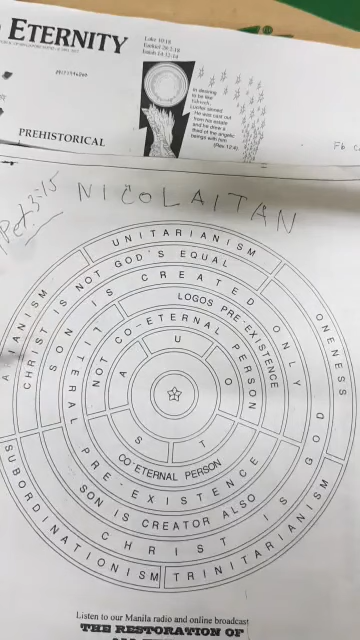 ETERNITY
Luke 10:18
Ezekiel 28:2-18
Isaiah 14:12-14
In desiring
to be like
Yahweh,
Lucifer sinned
He was cast out
from his estate
and he drew a
third of the angelic
beings with him
(Rev. 12:4)
PREHISTORICAL
Pet. 3:15
NICOLAITAN
UNITARIANISM
ONENESS
TRINITARIANISM
SUBORDINATIONISM
A IANISM
CHRIST IS NOT GOD'S EQUAL
ONLY GOD
CHRIST IS
SON IS CREATED
SON IS CREATOR ALSO
LOGOS PRE-EXISTENCE
LITERAL
PRE-EXISTENCE
NOT CO-ETERNAL PERSON
CO-ETERNAL PERSON
A
U
O
S
T
Listen to our Manila radio and online broadcast
THE RESTORATION OF